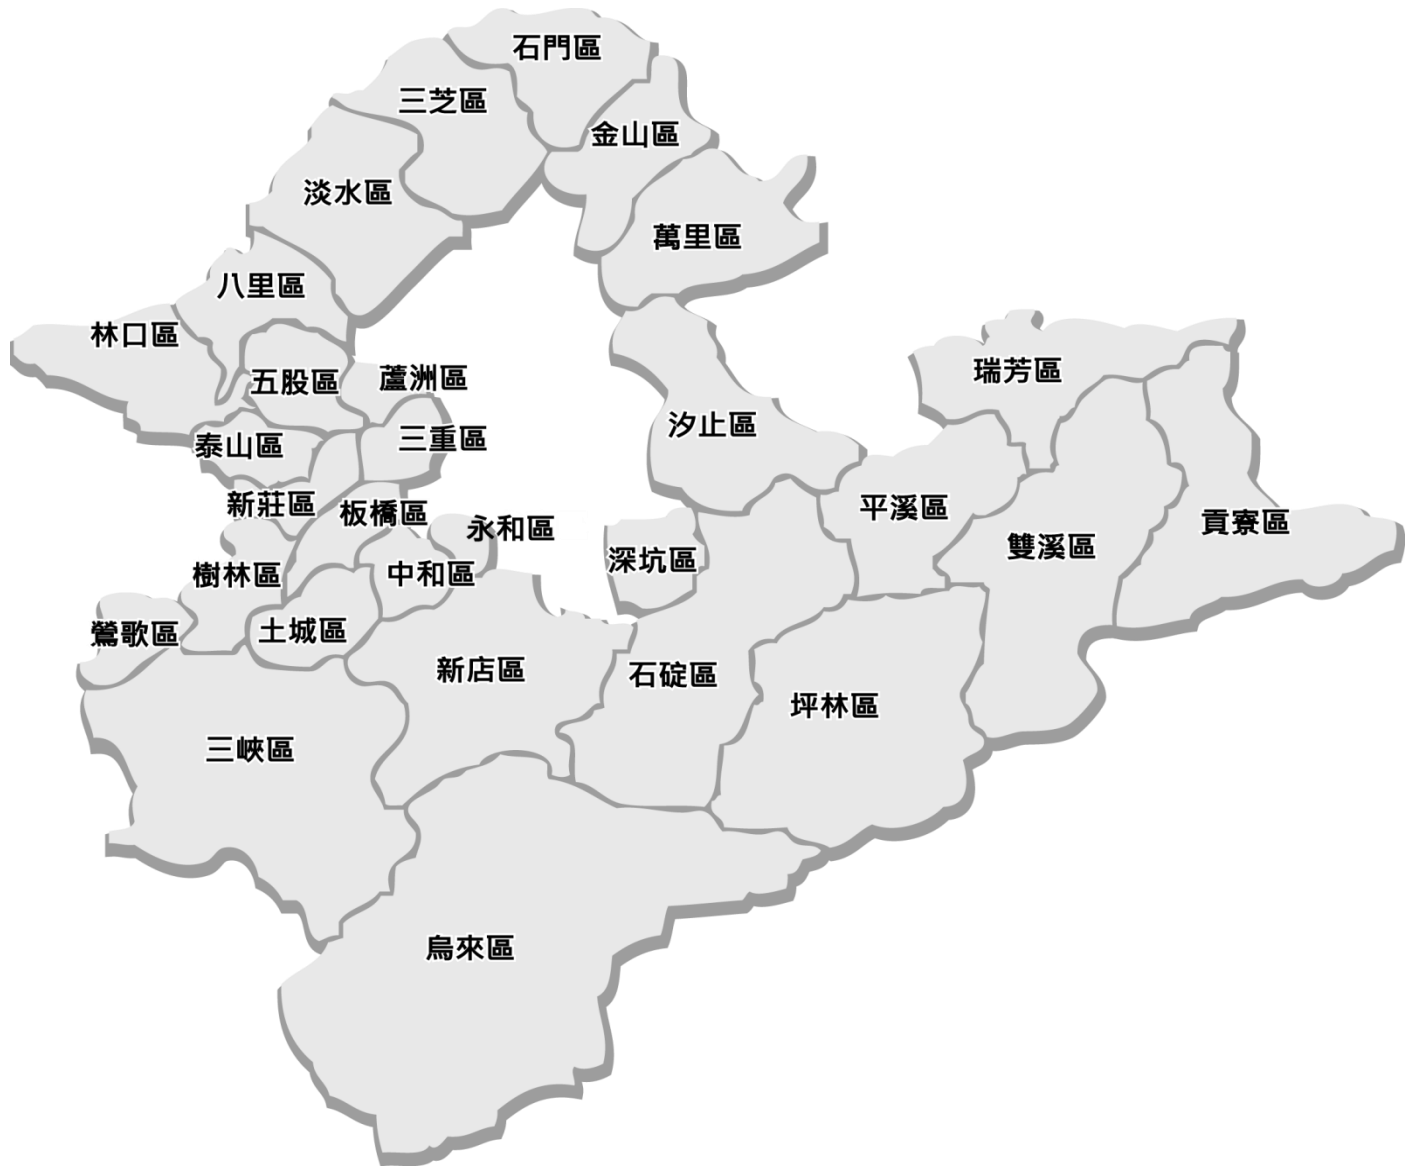 石門區
三芝區
金山區
淡水區
萬里區
八里區
林口區
瑞芳區
五股區
蘆洲區
汐止區
三重區
泰山區
新莊區
板橋區
平溪區
貢寮區
永和區
雙溪區
深坑區
樹林區
中和區
鶯歌區
土城區
新店區
石碇區
坪林區
三峽區
烏來區